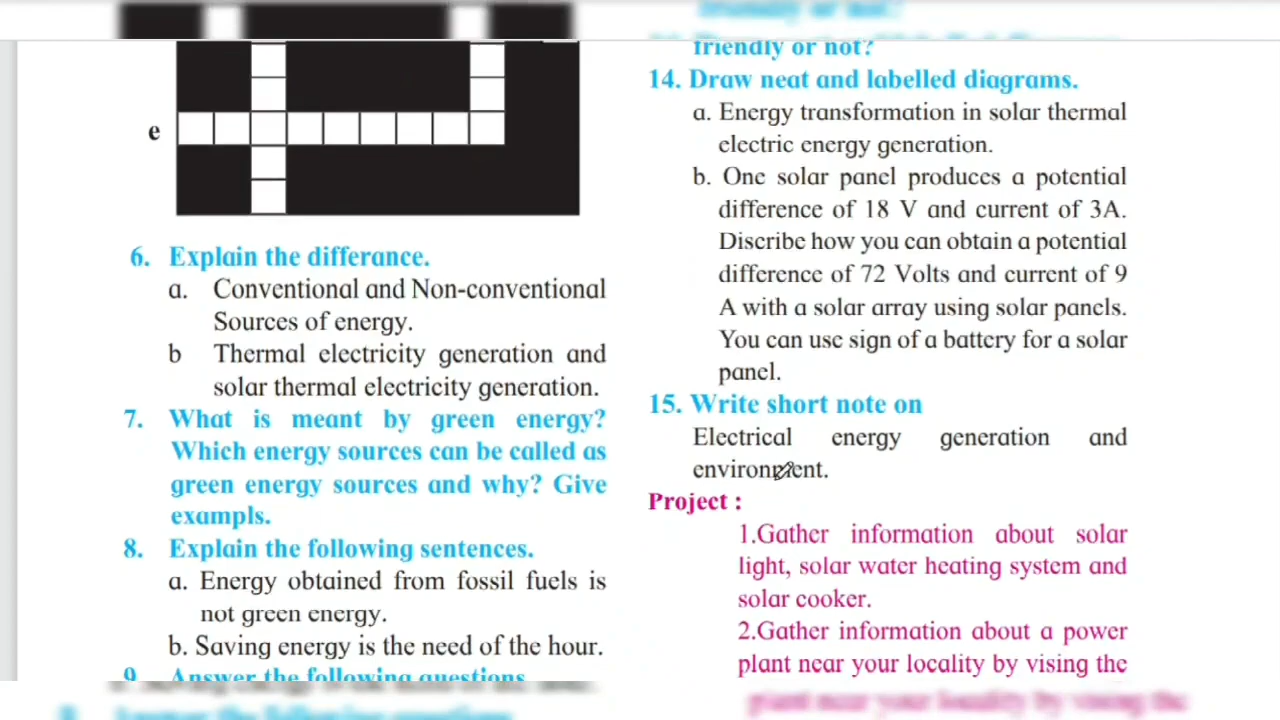 e
6. Explain the differance.
a. Conventional and Non-conventional
Sources of energy.
b Thermal electricity generation and
solar thermal electricity generation.
7. What is meant by green energy?
Which energy sources can be called as
green energy sources and why? Give
exampls.
8. Explain the following sentences.
a. Energy obtained from fossil fuels is
not green energy.
b. Saving energy is the need of the hour.
9. Answer the following questions
friendly or not?
14. Draw neat and labelled diagrams.
a. Energy transformation in solar thermal
electric energy generation.
b. One solar panel produces a potential
difference of 18 V and current of 3A.
Discribe how you can obtain a potential
difference of 72 Volts and current of 9
A with a solar array using solar panels.
You can use sign of a battery for a solar
panel.
15. Write short note on
Electrical energy generation and
environment.
Project :
1.Gather information about solar
light, solar water heating system and
solar cooker.
2.Gather information about a power
plant near your locality by vising the